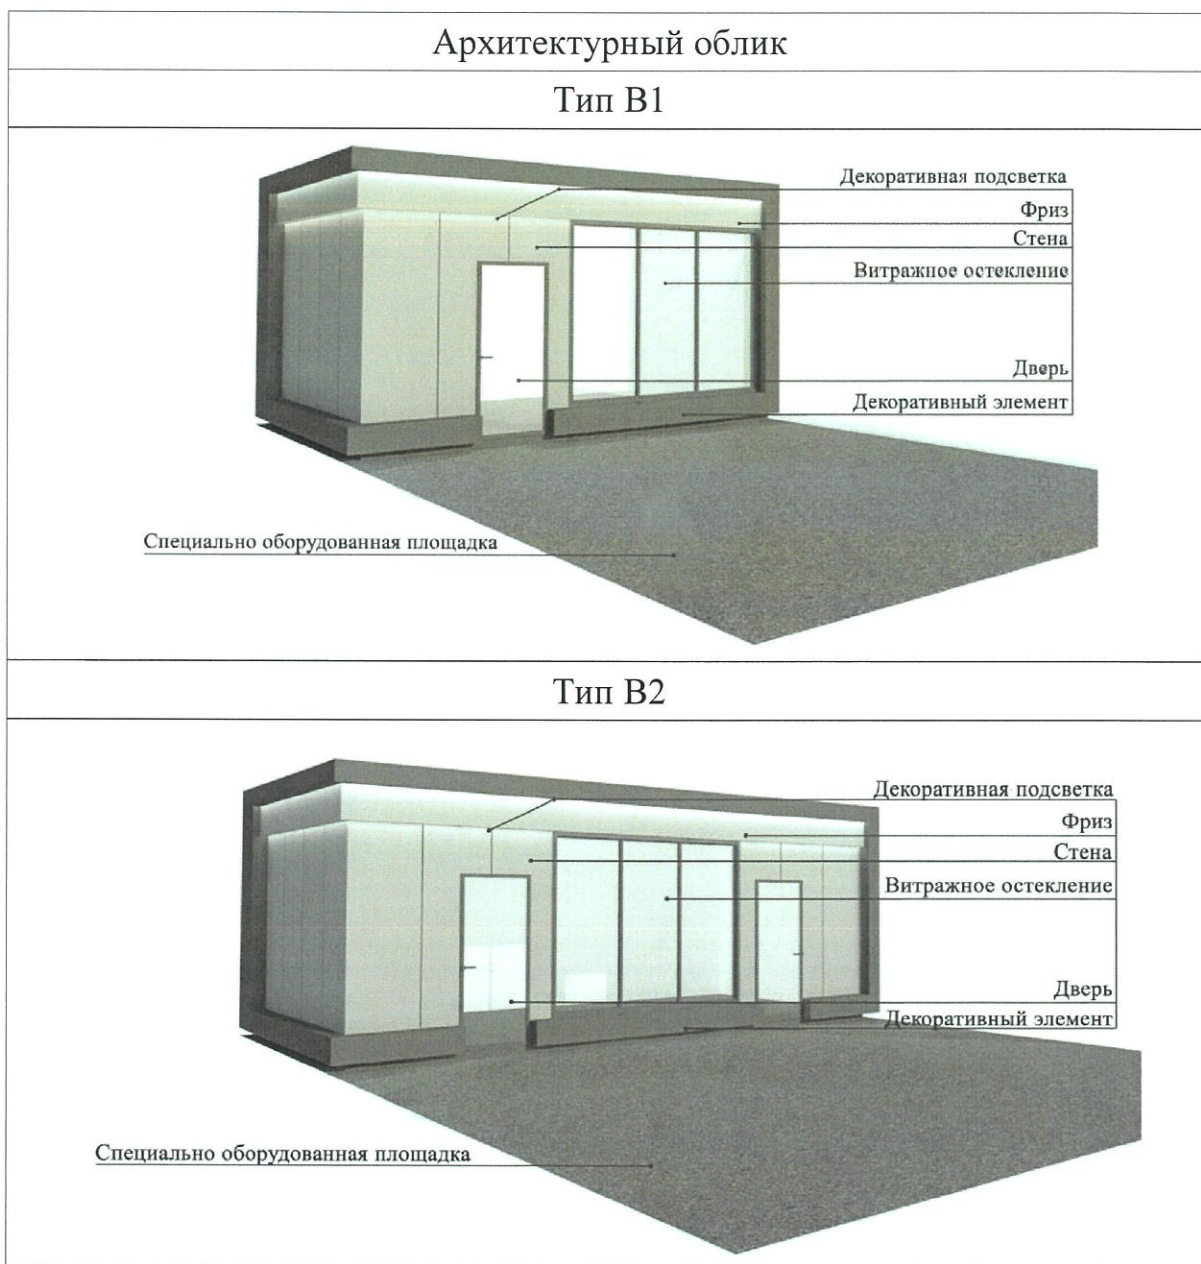 Архитектурный облик
Тип В1
Декоративная подсветка
Фриз
Стена
Витражное остекление
Дверь
Декоративный элемент
Специально оборудованная площадка
Тип В2
Декоративная подсветка
Фриз
Стена
Витражное остекление
Дверь
Декоративный элемент
Специально оборудованная площадка